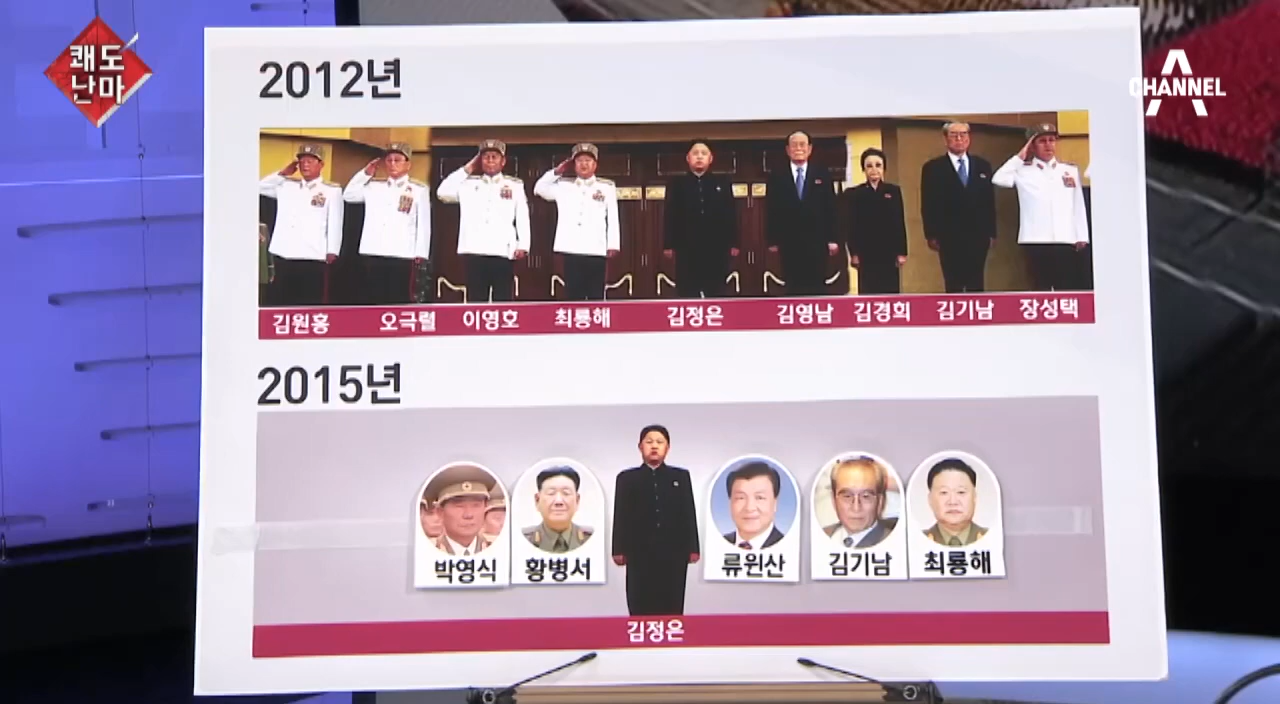 쾌도
난마
CHANNEL A
2012년
김원홍 오극렬 이영호 최룡해 김정은 김영남 김경희 김기남 장성택
2015년
박영식 황병서 류윈산 김기남 최룡해
김정은